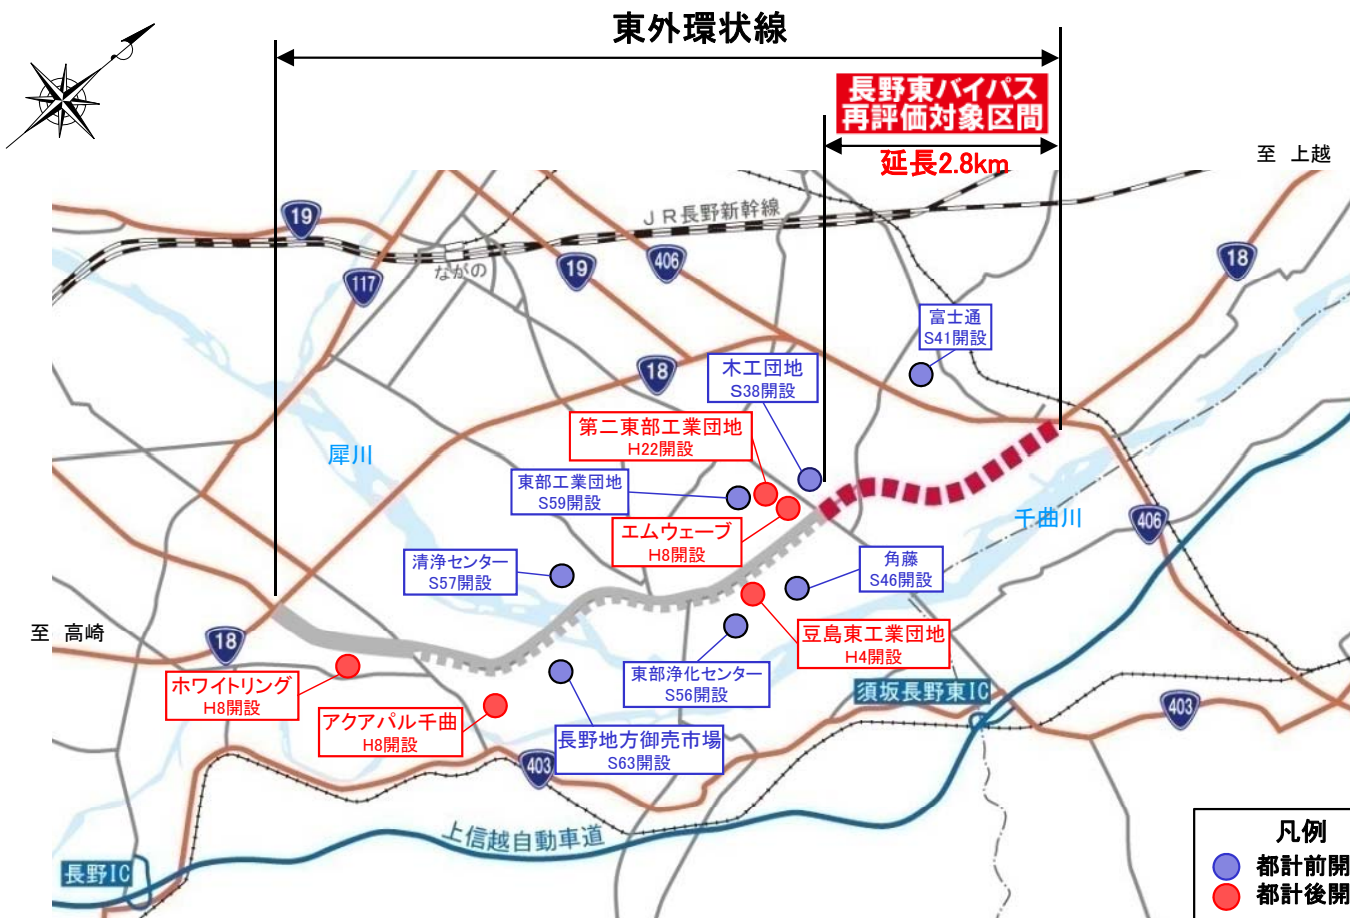 東外環状線
長野東バイパス
再評価対象区間
延長2.8km
至 上越
JR長野新幹線
19
ながの
117
19
406
18
富士通
S41開設
18
木工団地
S38開設
第二東部工業団地
H22開設
犀川
東部工業団地
S59開設
エムウェーブ
H8開設
千曲川
406
清浄センター
S57開設
角藤
S46開設
至 高崎
18
豆島東工業団地
H4開設
東部浄化センター
S56開設
ホワイトリング
H8開設
須坂長野東IC
403
アクアパル千曲
H8開設
長野地方御売市場
S63開設
403
上信越自動車道
長野IC
凡例
都計前開
都計後開